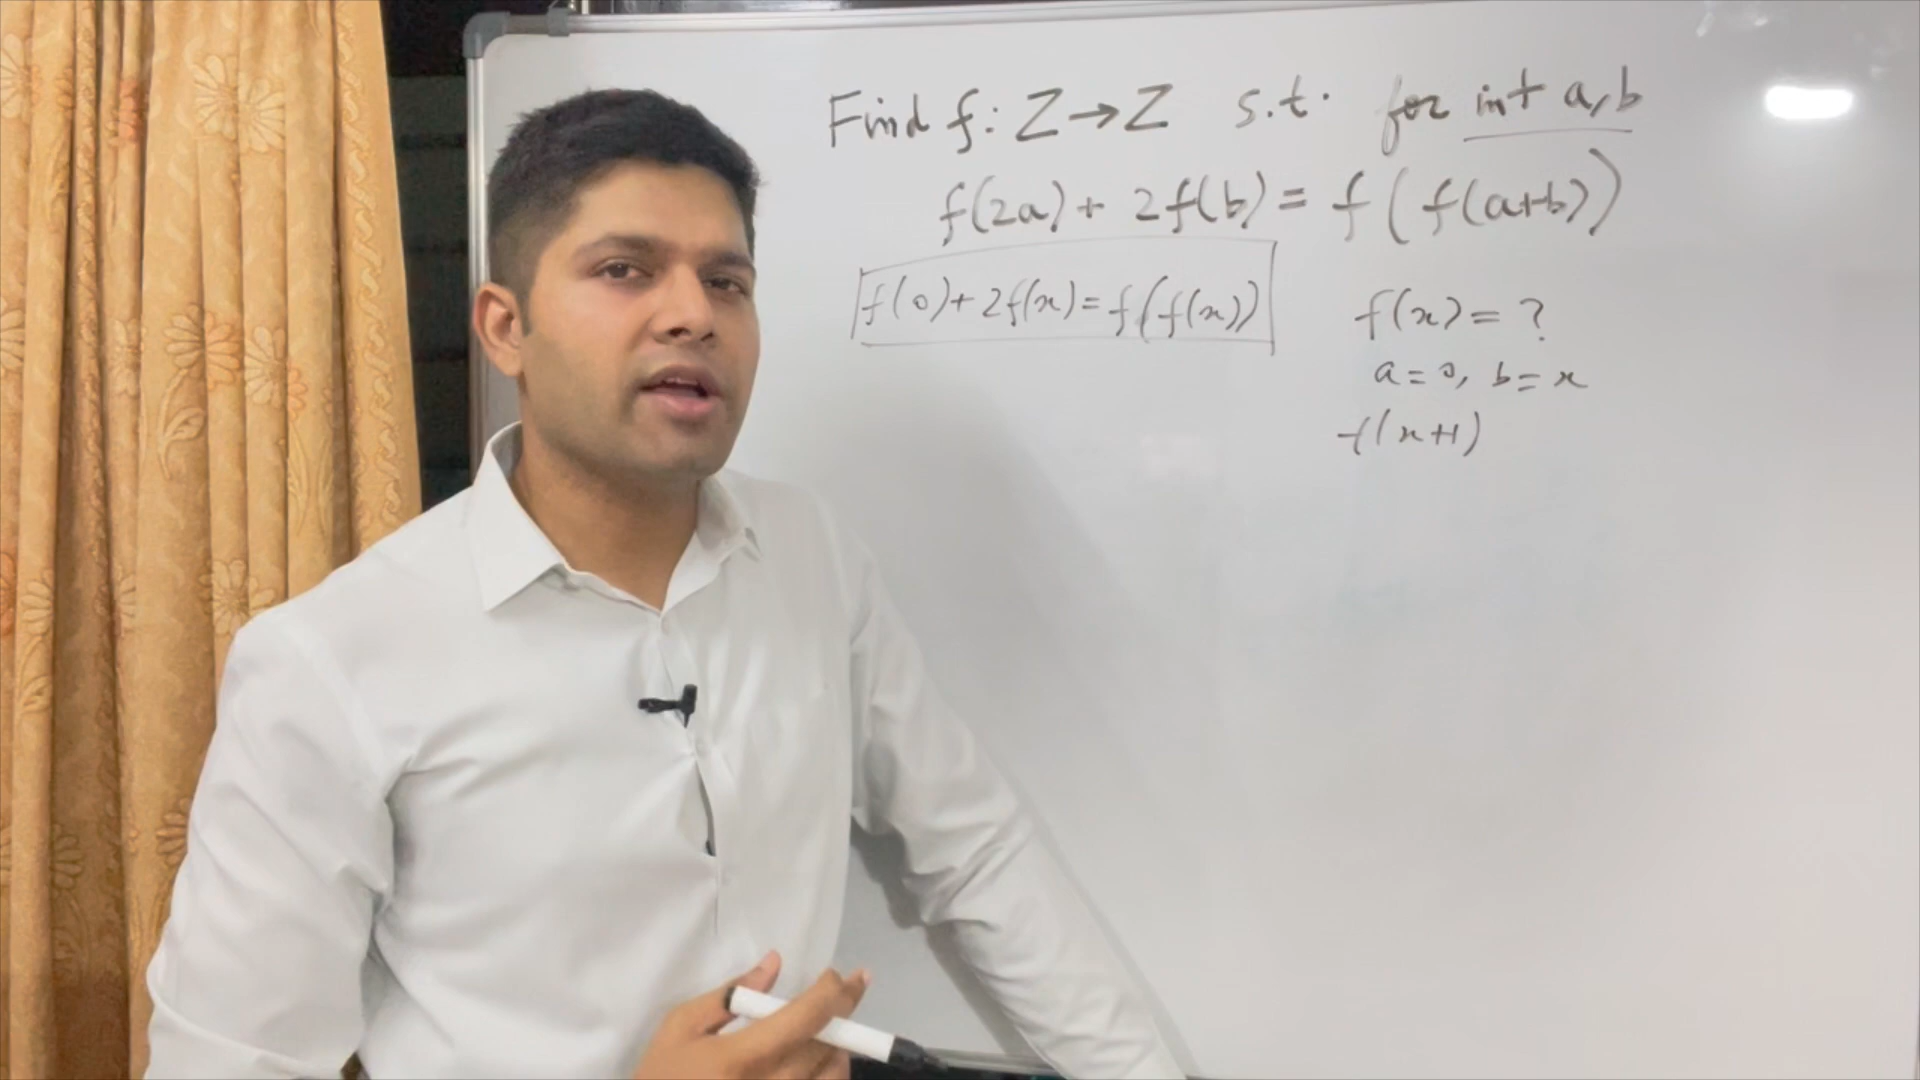 Find f: Z→Z s.t. for int a,b
f(2a) + 2f(b) = f(f(a+b))
f(0) + 2f(x) = f(f(x))
f(x) = ?
a = 0, b = x
f(x+1)